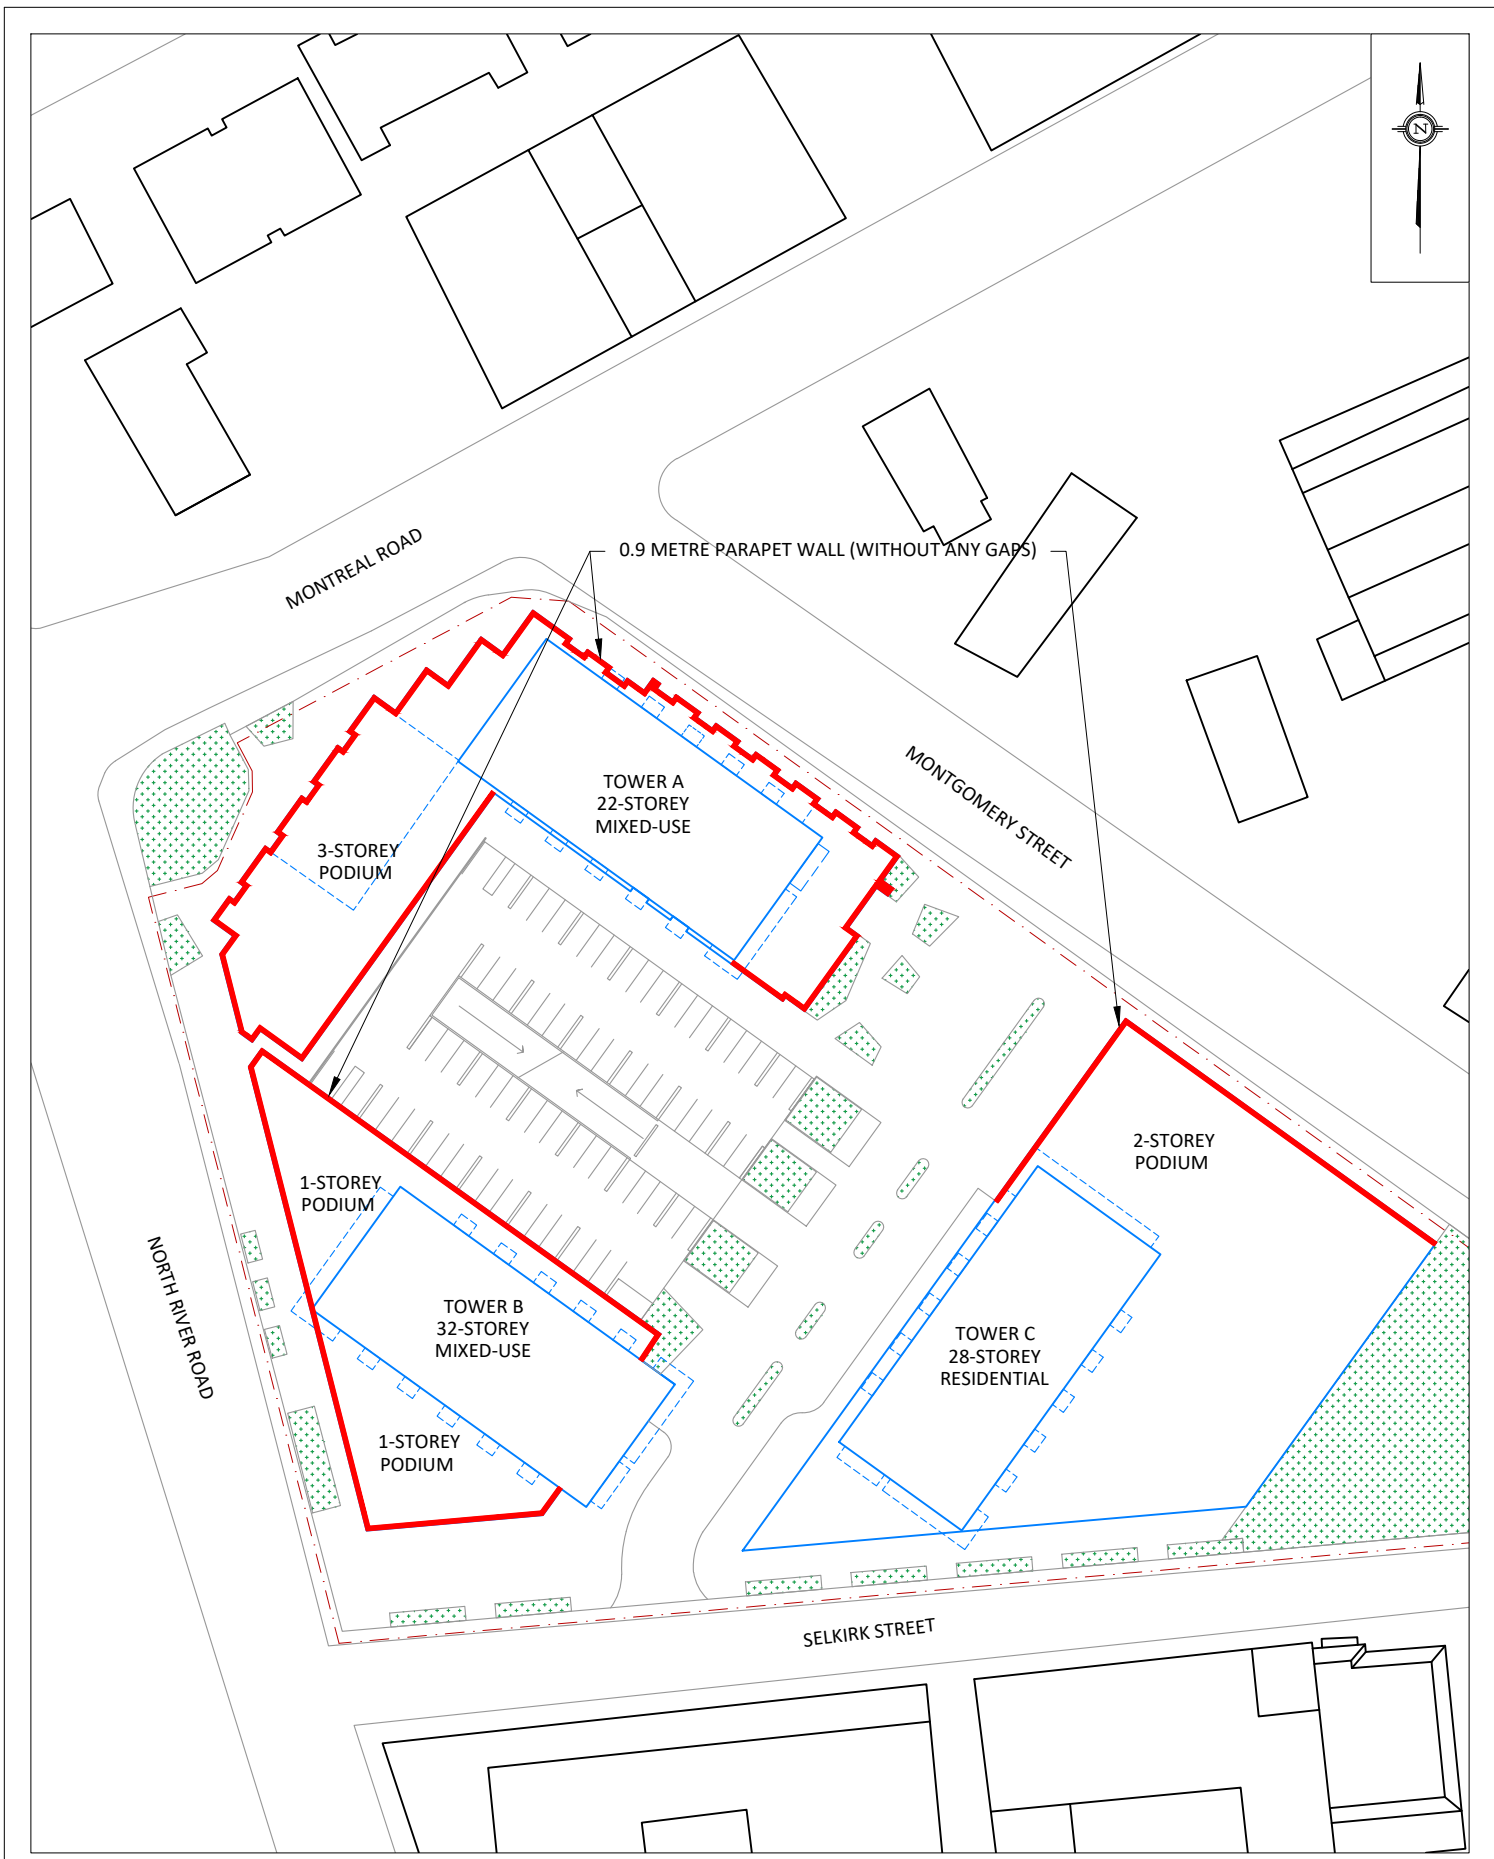 N
MONTREAL ROAD
0.9 METRE PARAPET WALL (WITHOUT ANY GAPS)
MONTGOMERY STREET
TOWER A
22-STOREY
MIXED-USE
3-STOREY
PODIUM
2-STOREY
PODIUM
1-STOREY
PODIUM
NORTH RIVER ROAD
TOWER B
32-STOREY
MIXED-USE
TOWER C
28-STOREY
RESIDENTIAL
1-STOREY
PODIUM
SELKIRK STREET